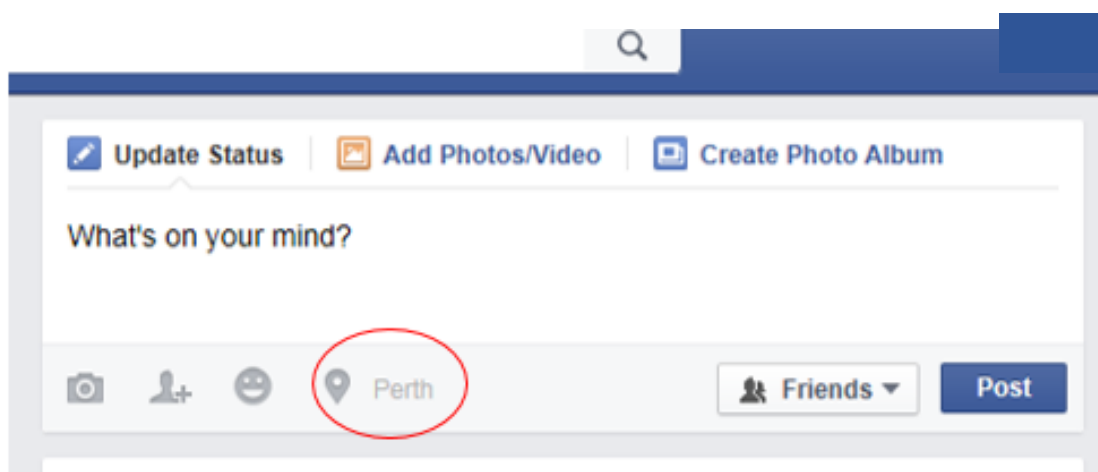 Update Status Add Photos/Video Create Photo Album
What's on your mind?
Perth Friends Post